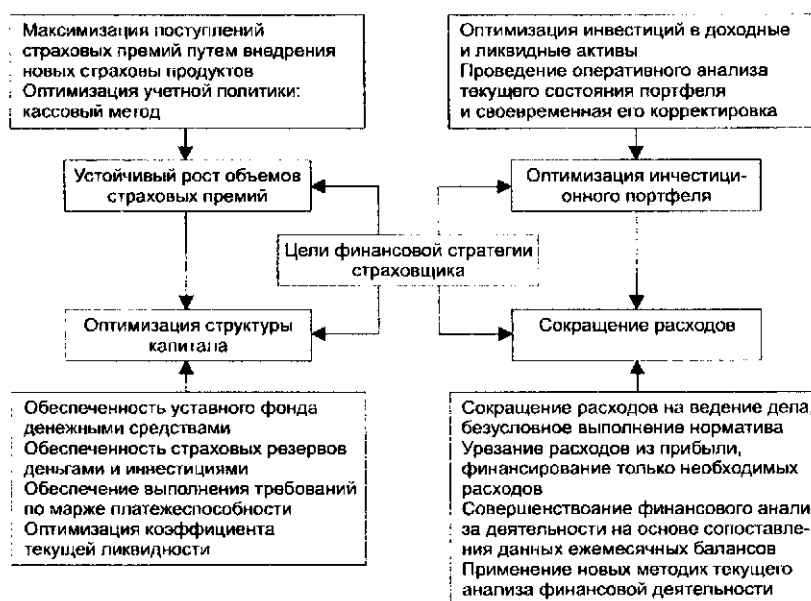 Максимизация поступлений
страховых премий путем внедрения
новых страховы продуктов
Оптимизация учетной политики:
кассовый метод
Оптимизация инвестиций в доходные
и ликвидные активы
Проведение оперативного анализа
текущего состояния портфеля
и своевременная его корректировка
Устойчивый рост объемов
страховых премий
Оптимизация инчестици-
онного портфеля
Цели финансовой стратегии
страховщика
Оптимизация структуры
капитала
Сокращение расходов
Обеспеченность уставного фонда
денежными средствами
Обеспеченность страховых резервов
деньгами и инвестициями
Обеспечение выполнения требований
по марже платежеспособности
Оптимизация коэффициента
текущей ликвидности
Сокращение расходов на ведение дела,
безусловное выполнение норматива
Урезание расходов из прибыли,
финансирование только необходимых
расходов
Совершенствоание финансового анали
за деятельности на основе сопоставле-
ния данных ежемесячных балансов
Применение новых методик текущего
анализа финансовой деятельности